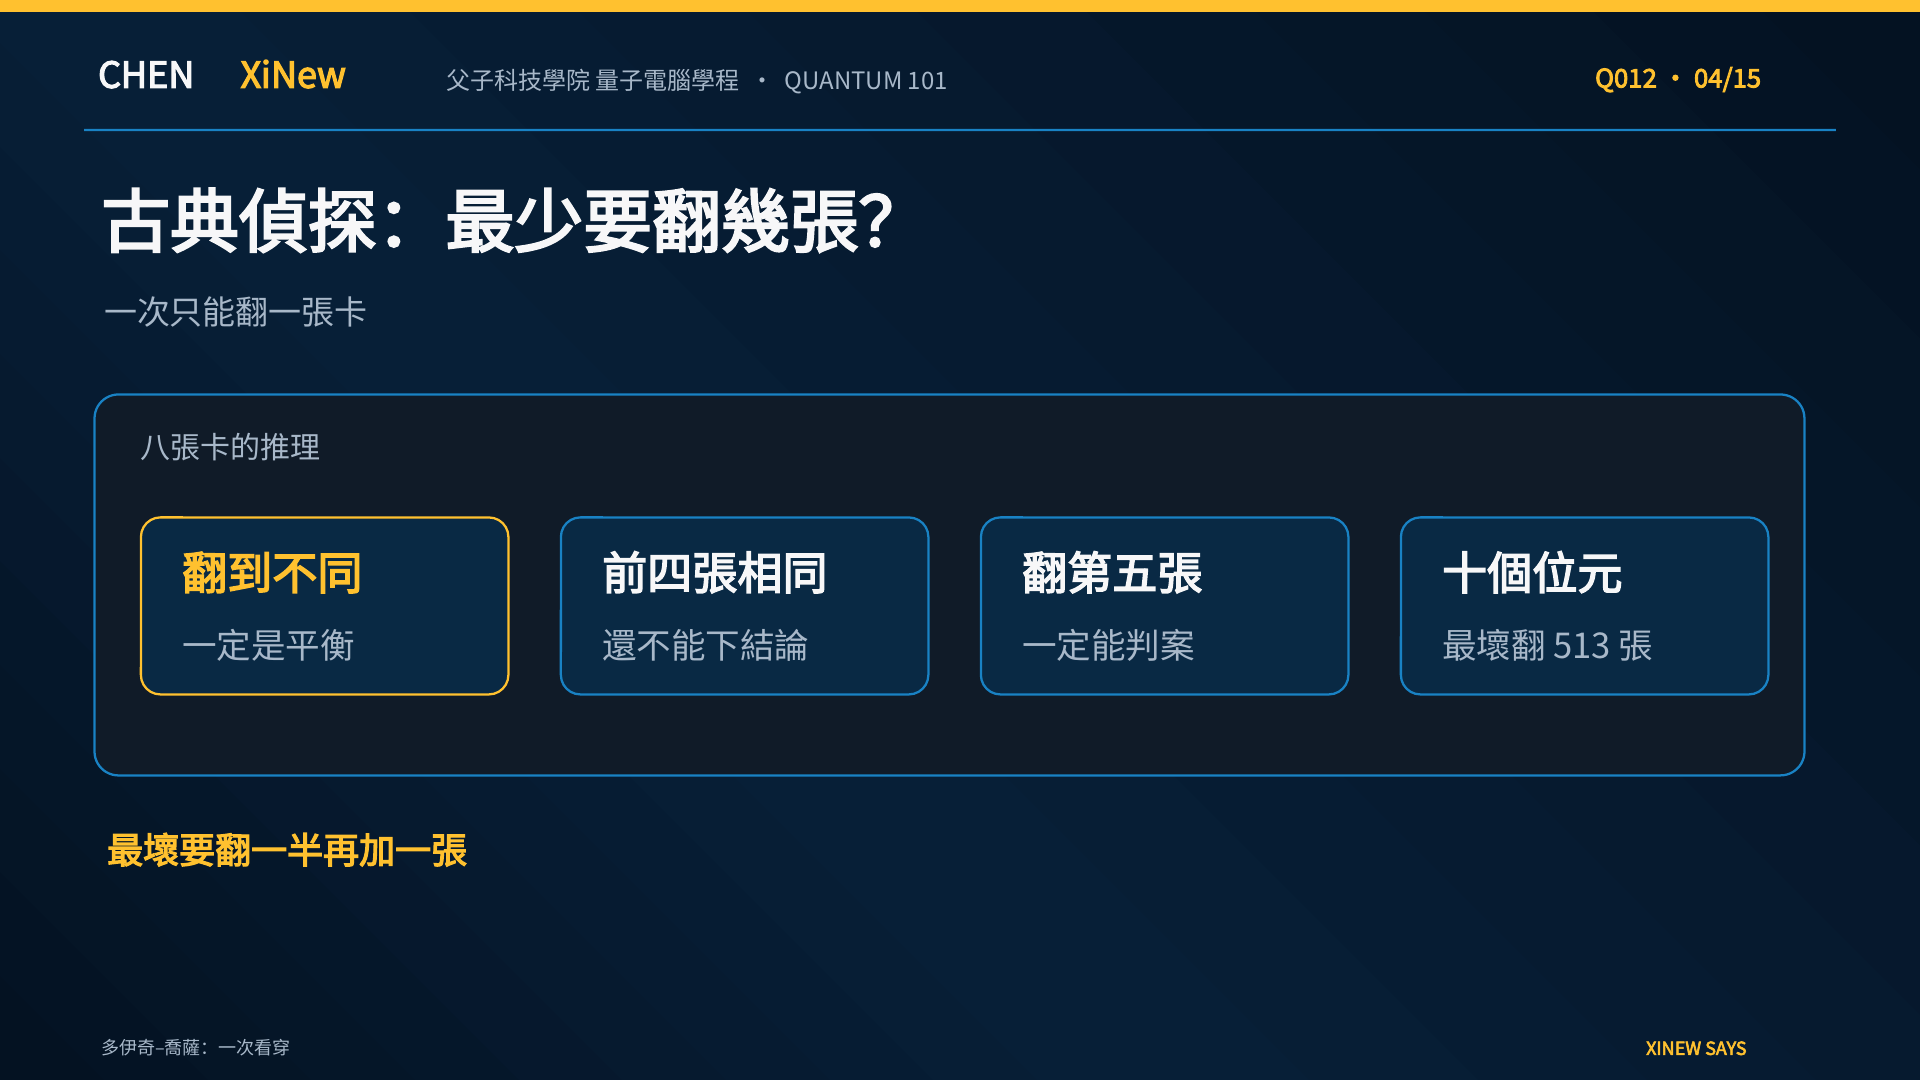 CHEN XiNew 父子科技學院 量子電腦學程 • QUANTUM 101 Q012 • 04/15
古典偵探：最少要翻幾張?
一次只能翻一張卡
八張卡的推理
翻到不同
一定是平衡
前四張相同
還不能下結論
翻第五張
一定能判案
十個位元
最壞翻 513 張
最壞要翻一半再加一張
多伊奇–喬薩：一次看穿
XINEW SAYS